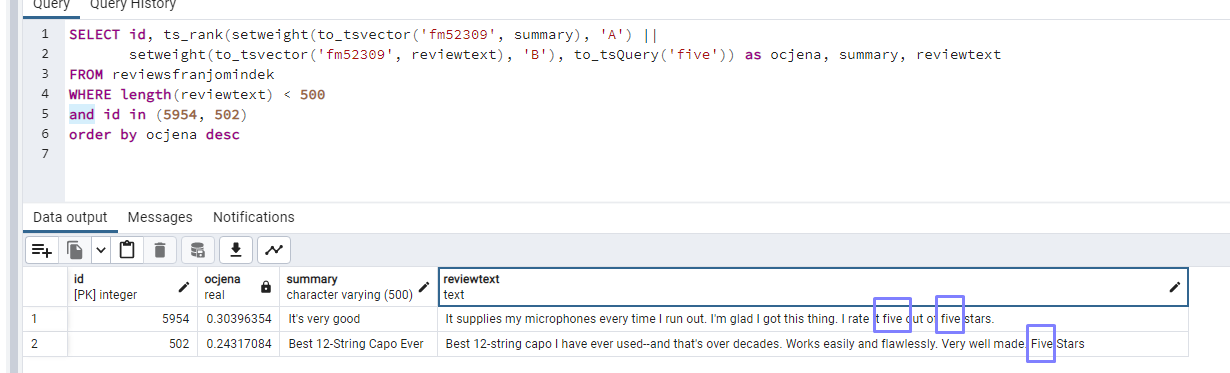 Query Query History
1 SELECT id, ts_rank(setweight(to_tsvector('fm52309', summary), 'A') ||
2 setweight(to_tsvector('fm52309', reviewtext), 'B'), to_tsQuery('five')) as ocjena, summary, reviewtext
3 FROM reviewsfranjomindek
4 WHERE length(reviewtext) < 500
5 and id in (5954, 502)
6 order by ocjena desc
7
Data output Messages Notifications
id ocjena summary reviewtext
[PK] integer real character varying (500) text
1 5954 0.30396354 It's very good It supplies my microphones every time I run out. I'm glad I got this thing. I rate it five out of five stars.
2 502 0.24317084 Best 12-String Capo Ever Best 12-string capo I have ever used--and that's over decades. Works easily and flawlessly. Very well made. Five Stars